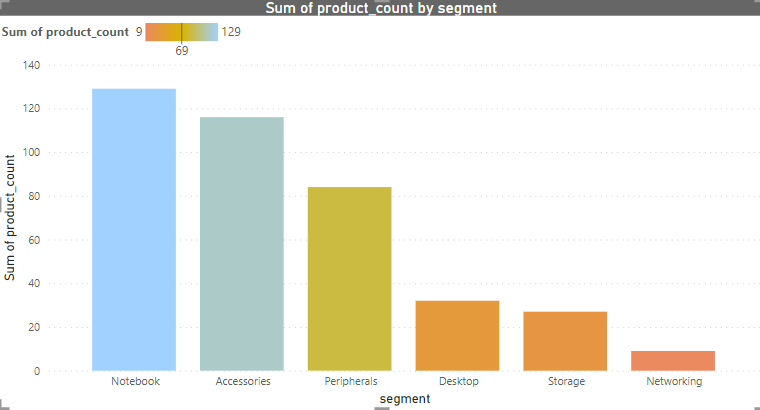 Sum of product_count by segment
Sum of product_count 9 129
69
140
120
100
80
60
40
20
0
Sum of product_count
Notebook Accessories Peripherals Desktop Storage Networking
segment